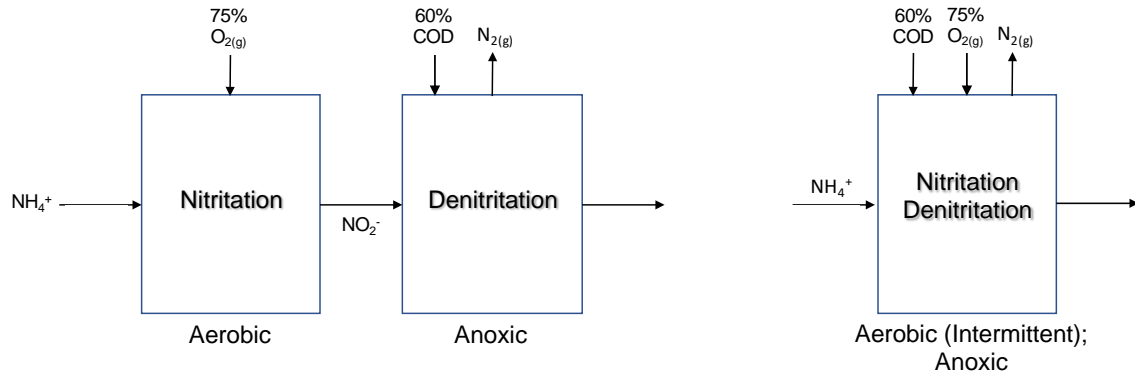 75%
O₂₍g₎
60%
COD
N₂₍g₎
NH₄⁺
Nitritation
NO₂⁻
Denitritation
Aerobic
Anoxic
60%
COD
75%
O₂₍g₎
N₂₍g₎
NH₄⁺
Nitritation
Denitritation
Aerobic (Intermittent);
Anoxic